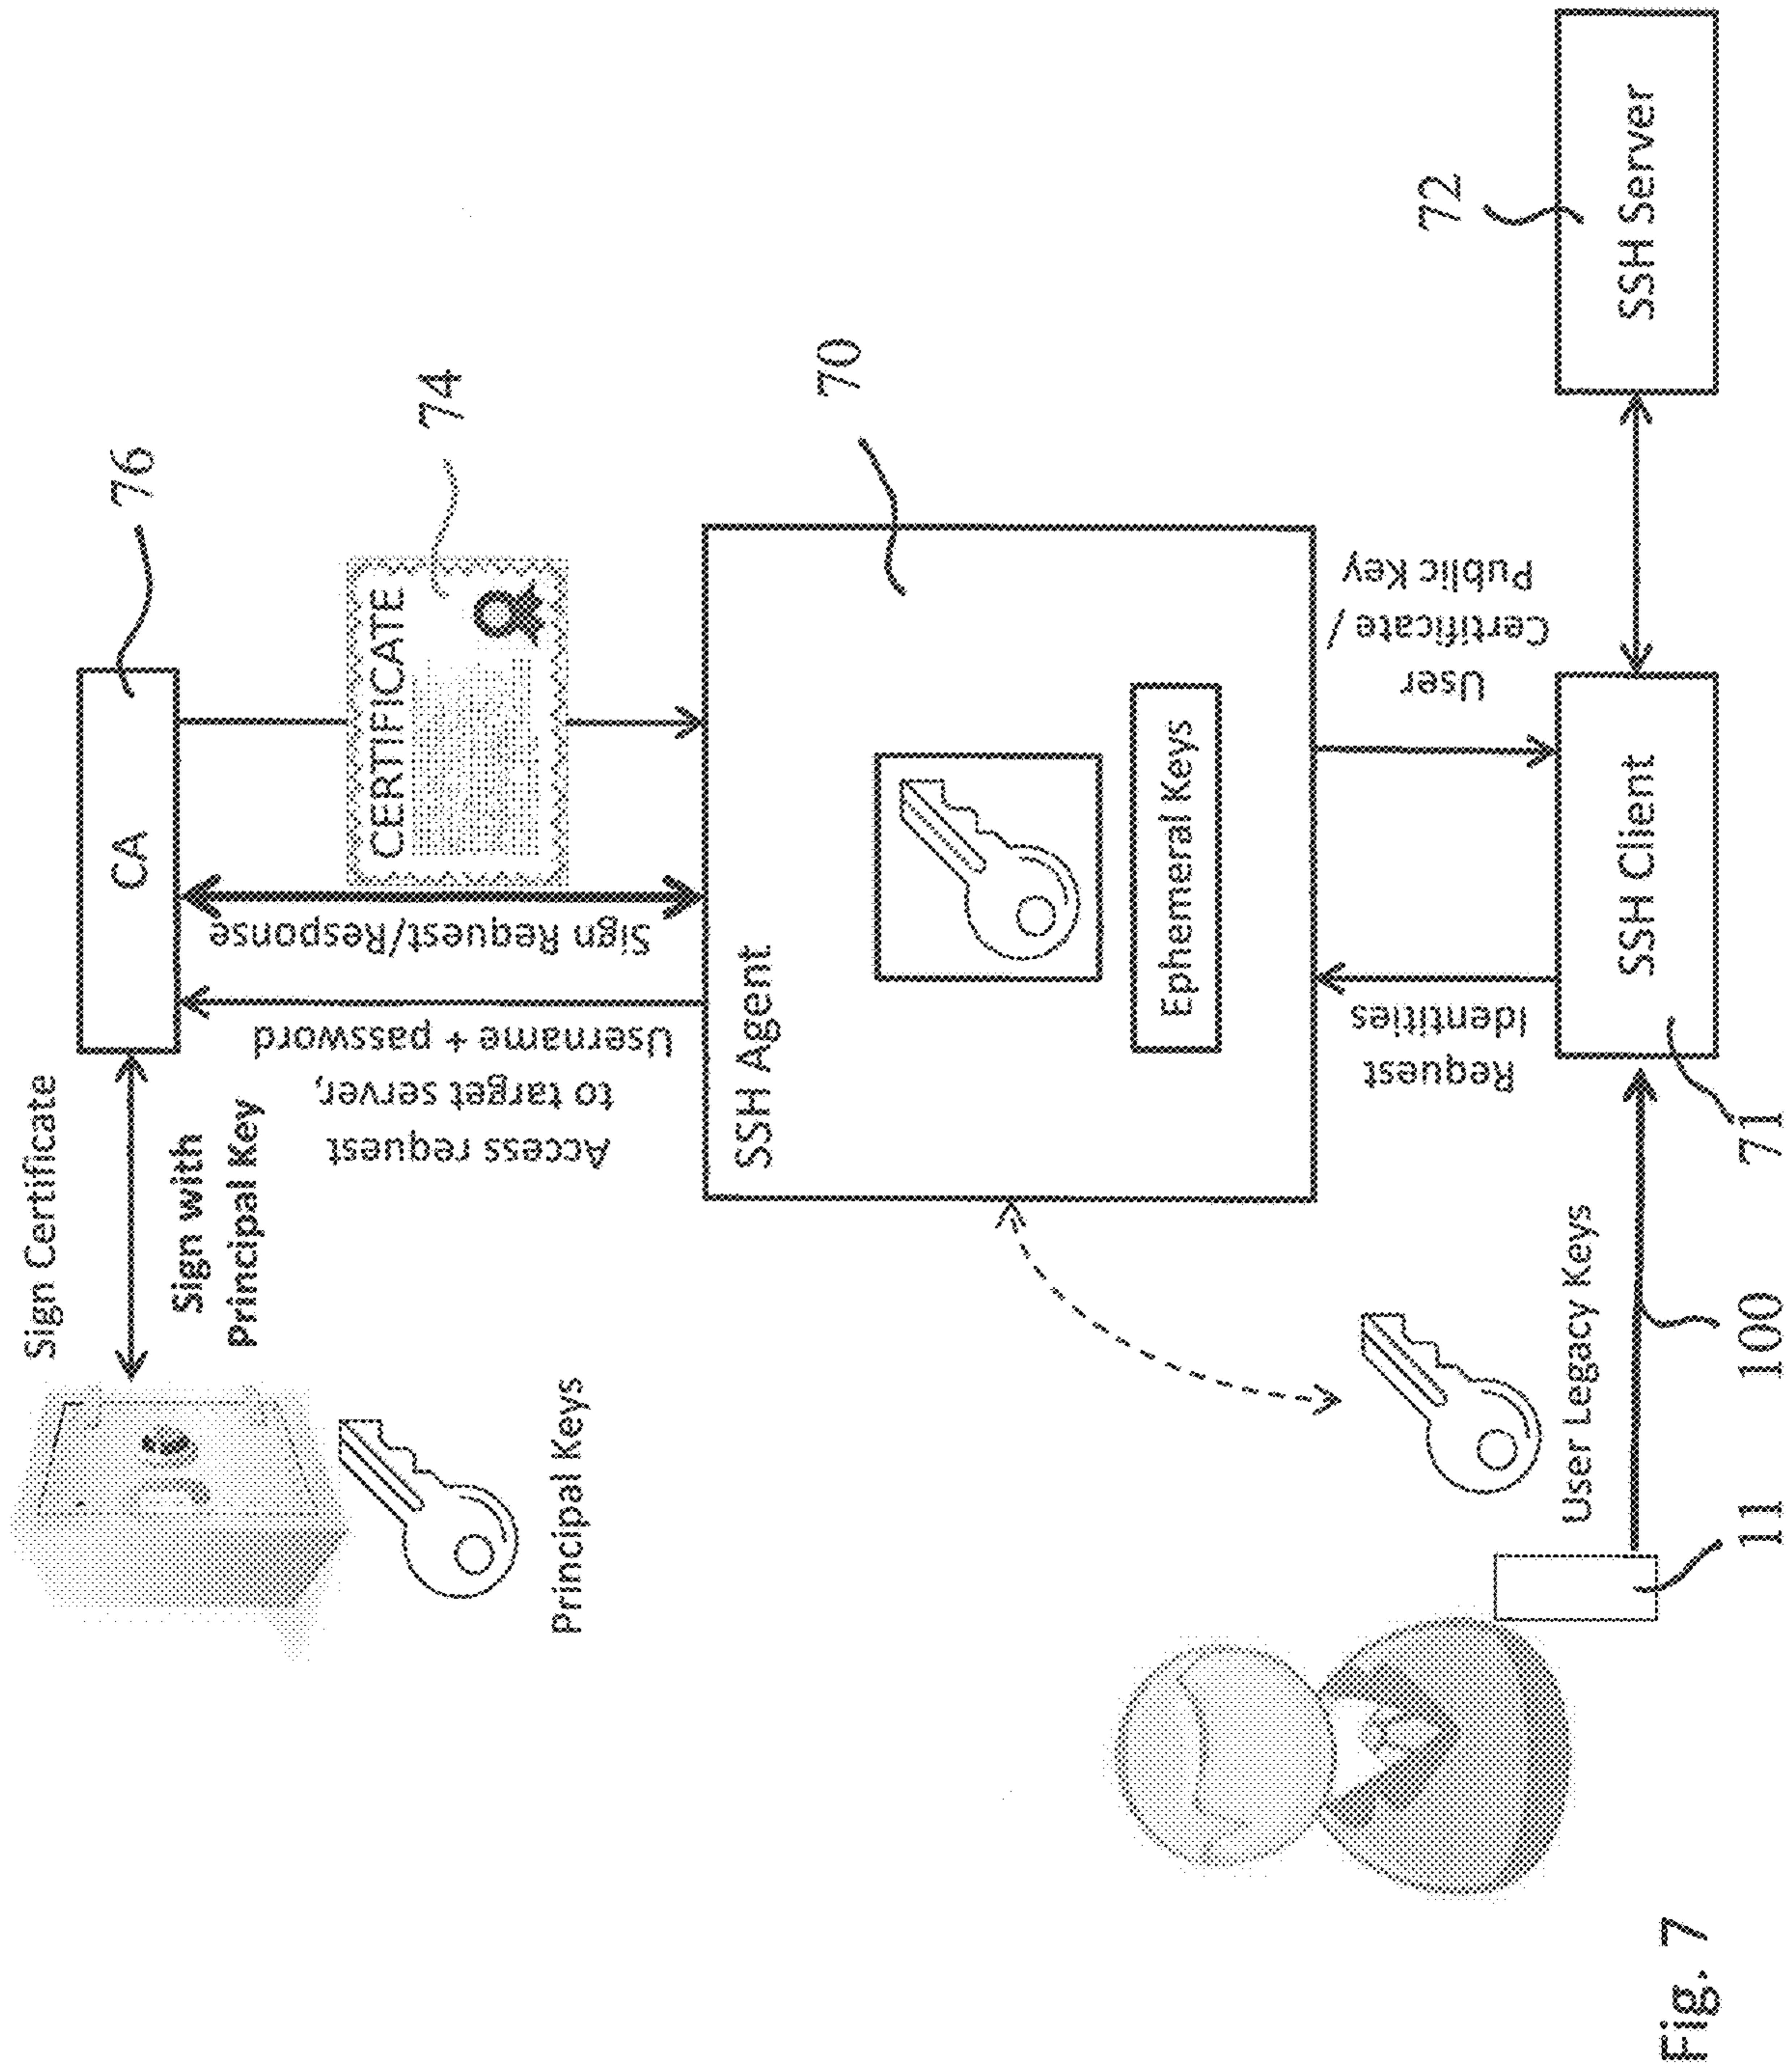 Sign Certificate
Sign with
Principal Key
Principal Keys
CA
76
Access request
to target server,
Username + password
Sign Request/Response
CERTIFICATE
74
SSH Agent
70
Ephemeral Keys
Request
Identities
User
Certificate /
Public Key
User Legacy Keys
11
100
71
SSH Client
72
SSH Server
Fig. 7